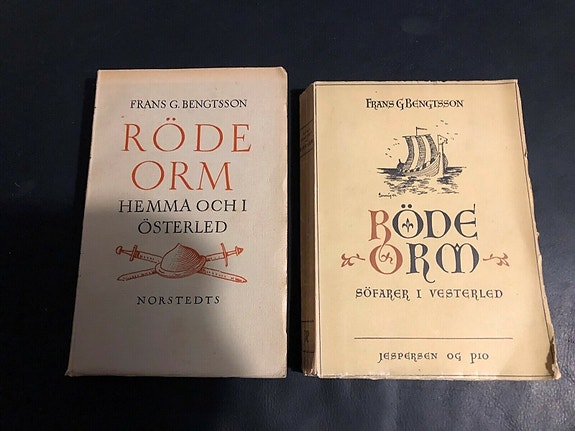 FRANS G. BENGTSSON
RÖDE
ORM
HEMMA OCH I
ÖSTERLED
NORSTEDTS
FRANS G BENGTSSON
RÖDE
ORM
SÖFARER I VESTERLED
JESPERSEN OG PIO